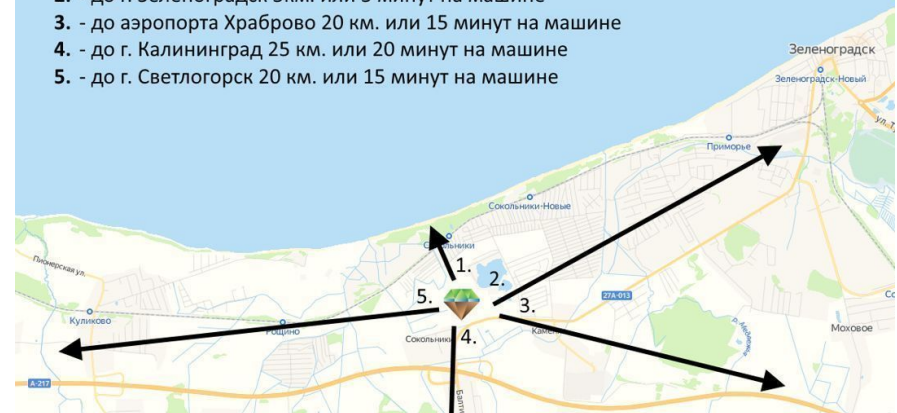 3. - до аэропорта Храброво 20 км. или 15 минут на машине
4. - до г. Калининград 25 км. или 20 минут на машине
5. - до г. Светлогорск 20 км. или 15 минут на машине
Зеленоградск
Зеленоградск-Новый
Приморье
Сокольники-Новые
Пионерская ул.
1.
2.
5.
3.
27А-013
Куликово
Рощино
Сокольники
4.
р. Медвежье
Моховое
А-217